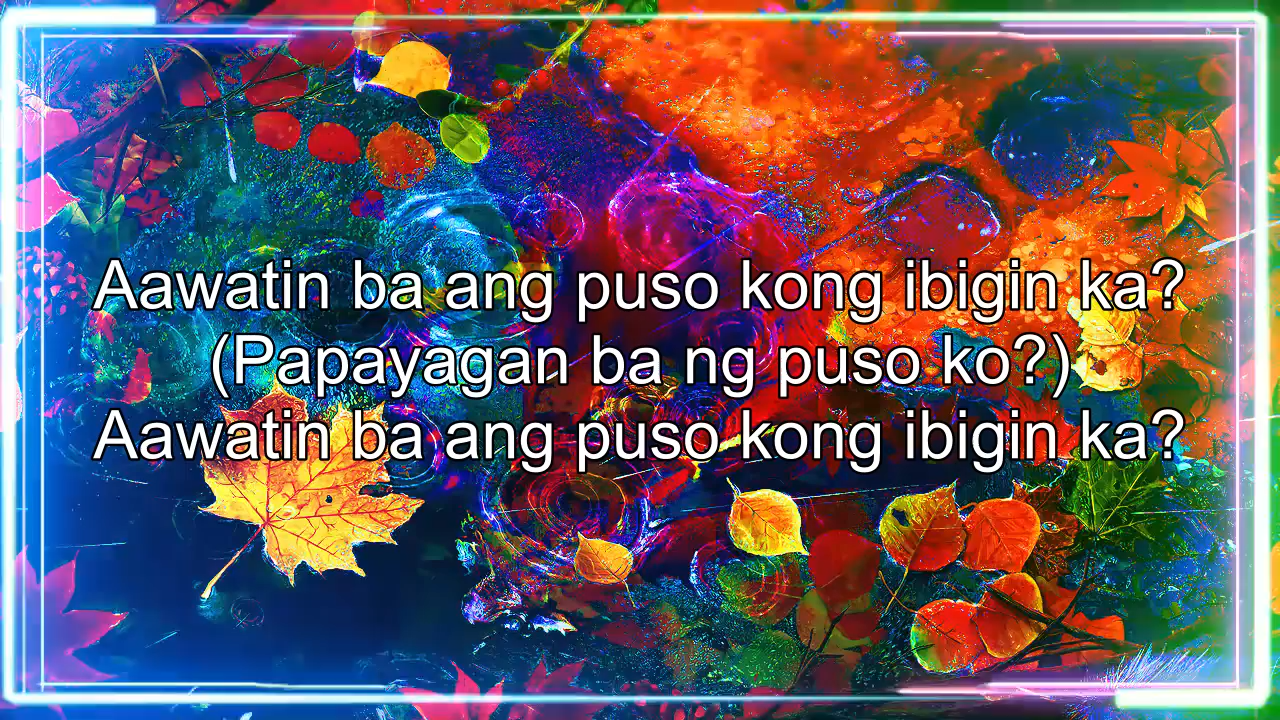 Aawatin ba ang puso kong ibigin ka?
(Papayagan ba ng puso ko?)
Aawatin ba ang puso kong ibigin ka?